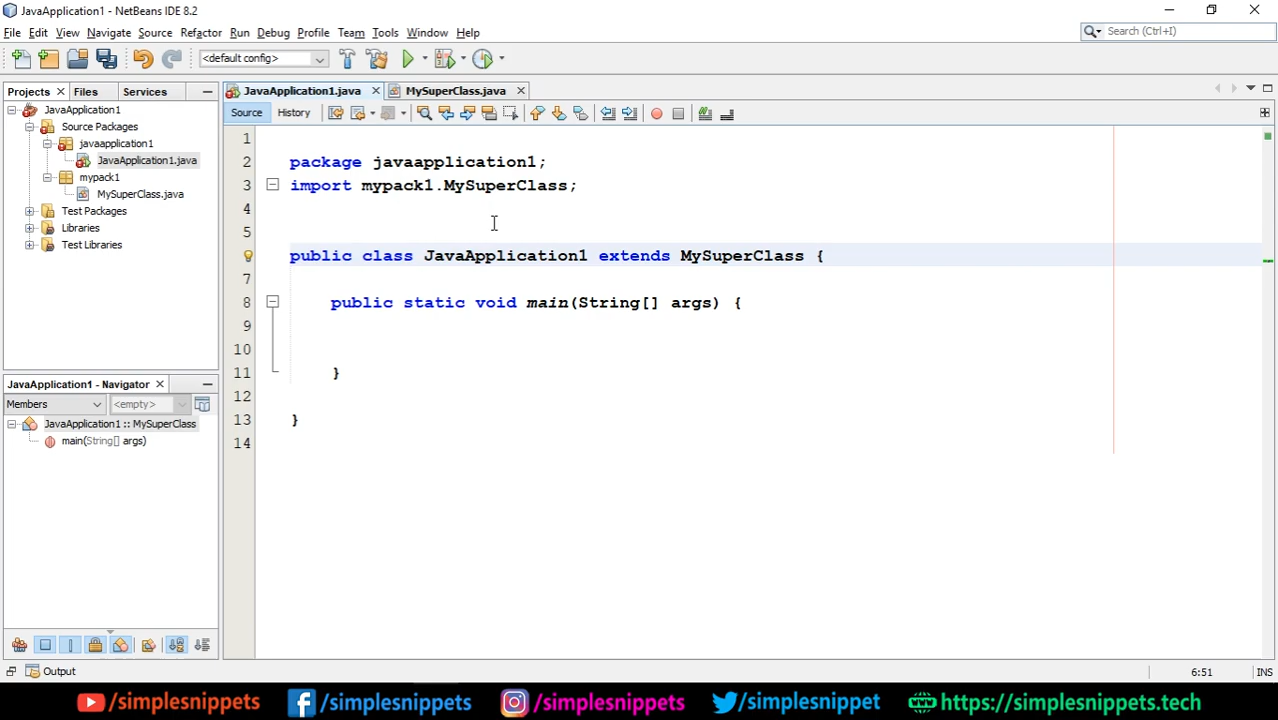 JavaApplication1 - NetBeans IDE 8.2
File Edit View Navigate Source Refactor Run Debug Profile Team Tools Window Help
Search (Ctrl+I)
<default config>
Projects Files Services
JavaApplication1.java MySuperClass.java
Source History
JavaApplication1
Source Packages
javaapplication1
JavaApplication1.java
mypack1
MySuperClass.java
Test Packages
Libraries
Test Libraries
1
2 package javaapplication1;
3 import mypack1.MySuperClass;
4
5
public class JavaApplication1 extends MySuperClass {
7
8 public static void main(String[] args) {
9
10
11 }
12
13 }
14
JavaApplication1 - Navigator
Members <empty>
JavaApplication1 :: MySuperClass
main(String[] args)
Output
6:51 INS
/simplesnippets /simplesnippets /simplesnippets /simplesnippets https://simplesnippets.tech